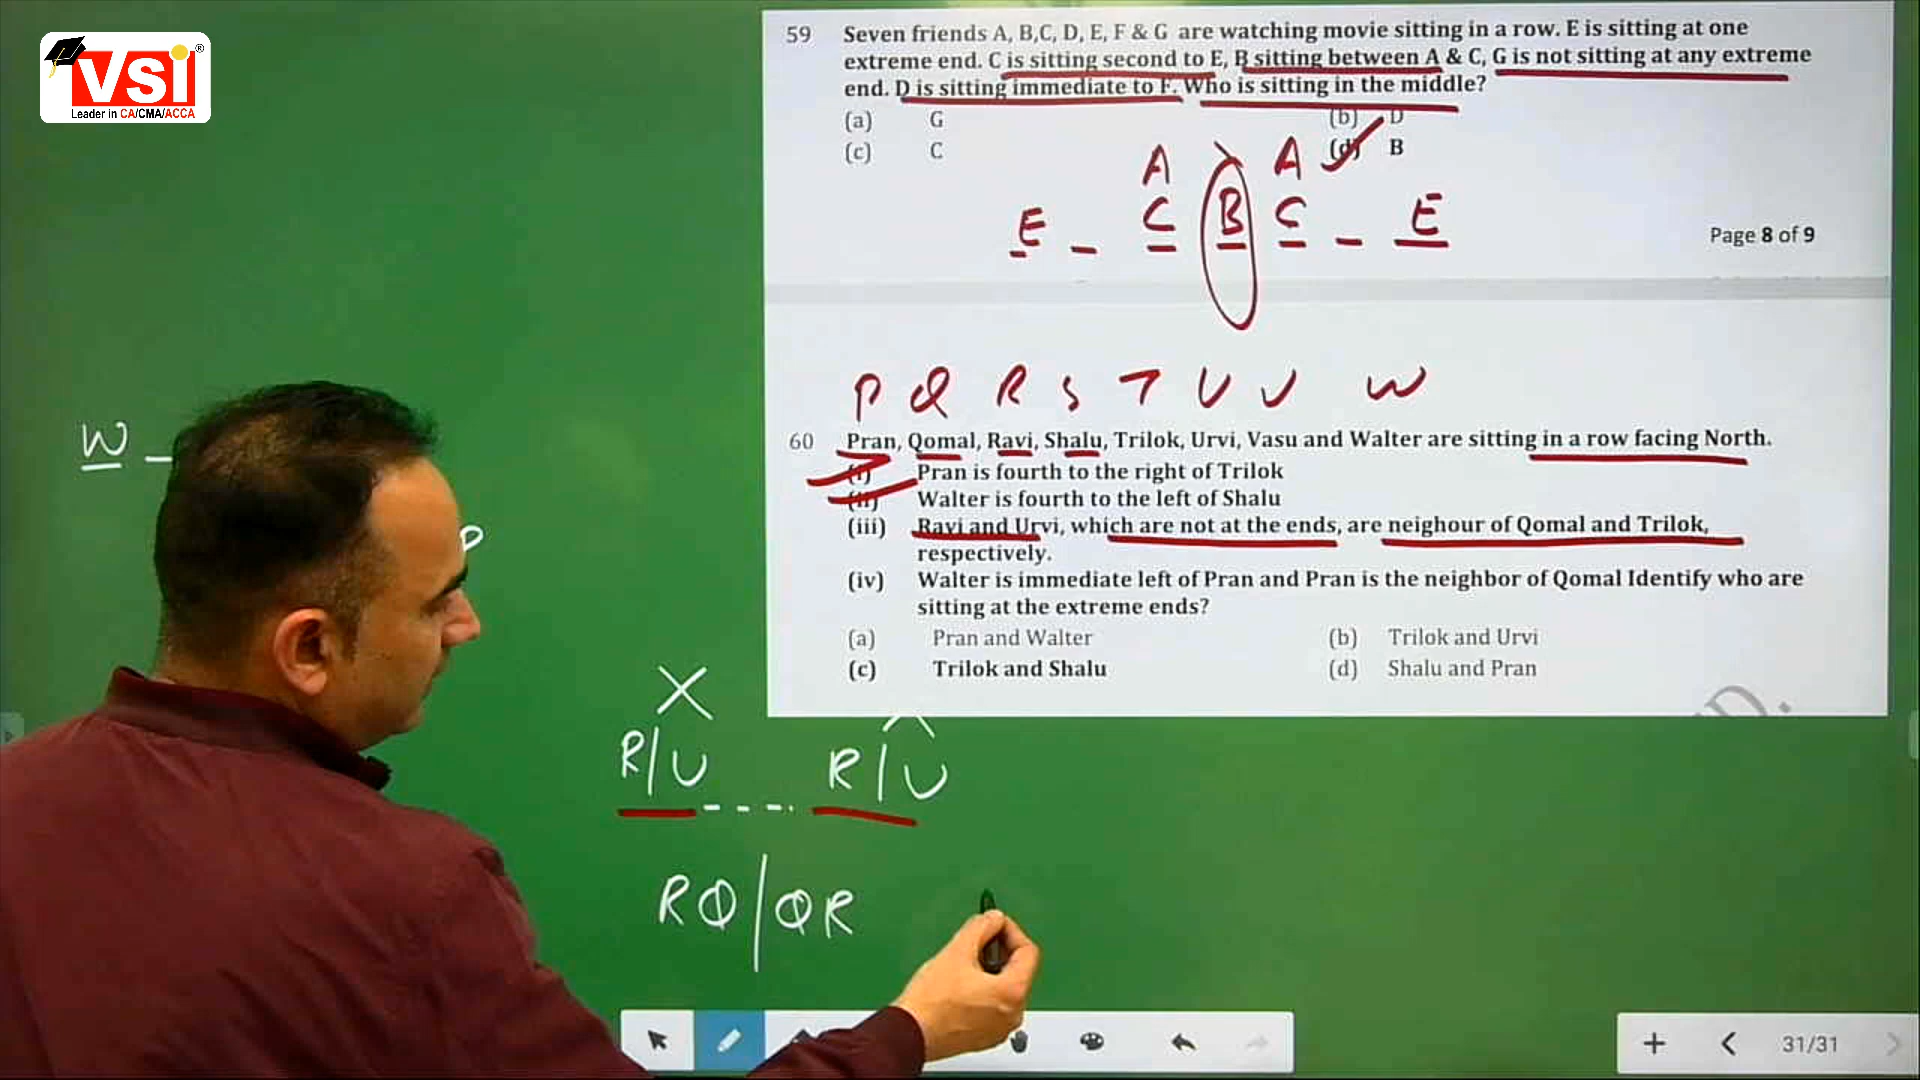 VSI®
Leader in CA/CMA/ACCA
59 Seven friends A, B,C, D, E, F & G are watching movie sitting in a row. E is sitting at one
extreme end. C is sitting second to E, B sitting between A & C, G is not sitting at any extreme
end. D is sitting immediate to F. Who is sitting in the middle?
(a) G (b) D
(c) C (d) B
A A
E _ C B C _ E
Page 8 of 9
P Q R S T U V W
60 Pran, Qomal, Ravi, Shalu, Trilok, Urvi, Vasu and Walter are sitting in a row facing North.
(i) Pran is fourth to the right of Trilok
(ii) Walter is fourth to the left of Shalu
(iii) Ravi and Urvi, which are not at the ends, are neighour of Qomal and Trilok,
respectively.
(iv) Walter is immediate left of Pran and Pran is the neighbor of Qomal Identify who are
sitting at the extreme ends?
(a) Pran and Walter (b) Trilok and Urvi
(c) Trilok and Shalu (d) Shalu and Pran
W _
P
R/U ---- R/U
RQ/QR
31/31